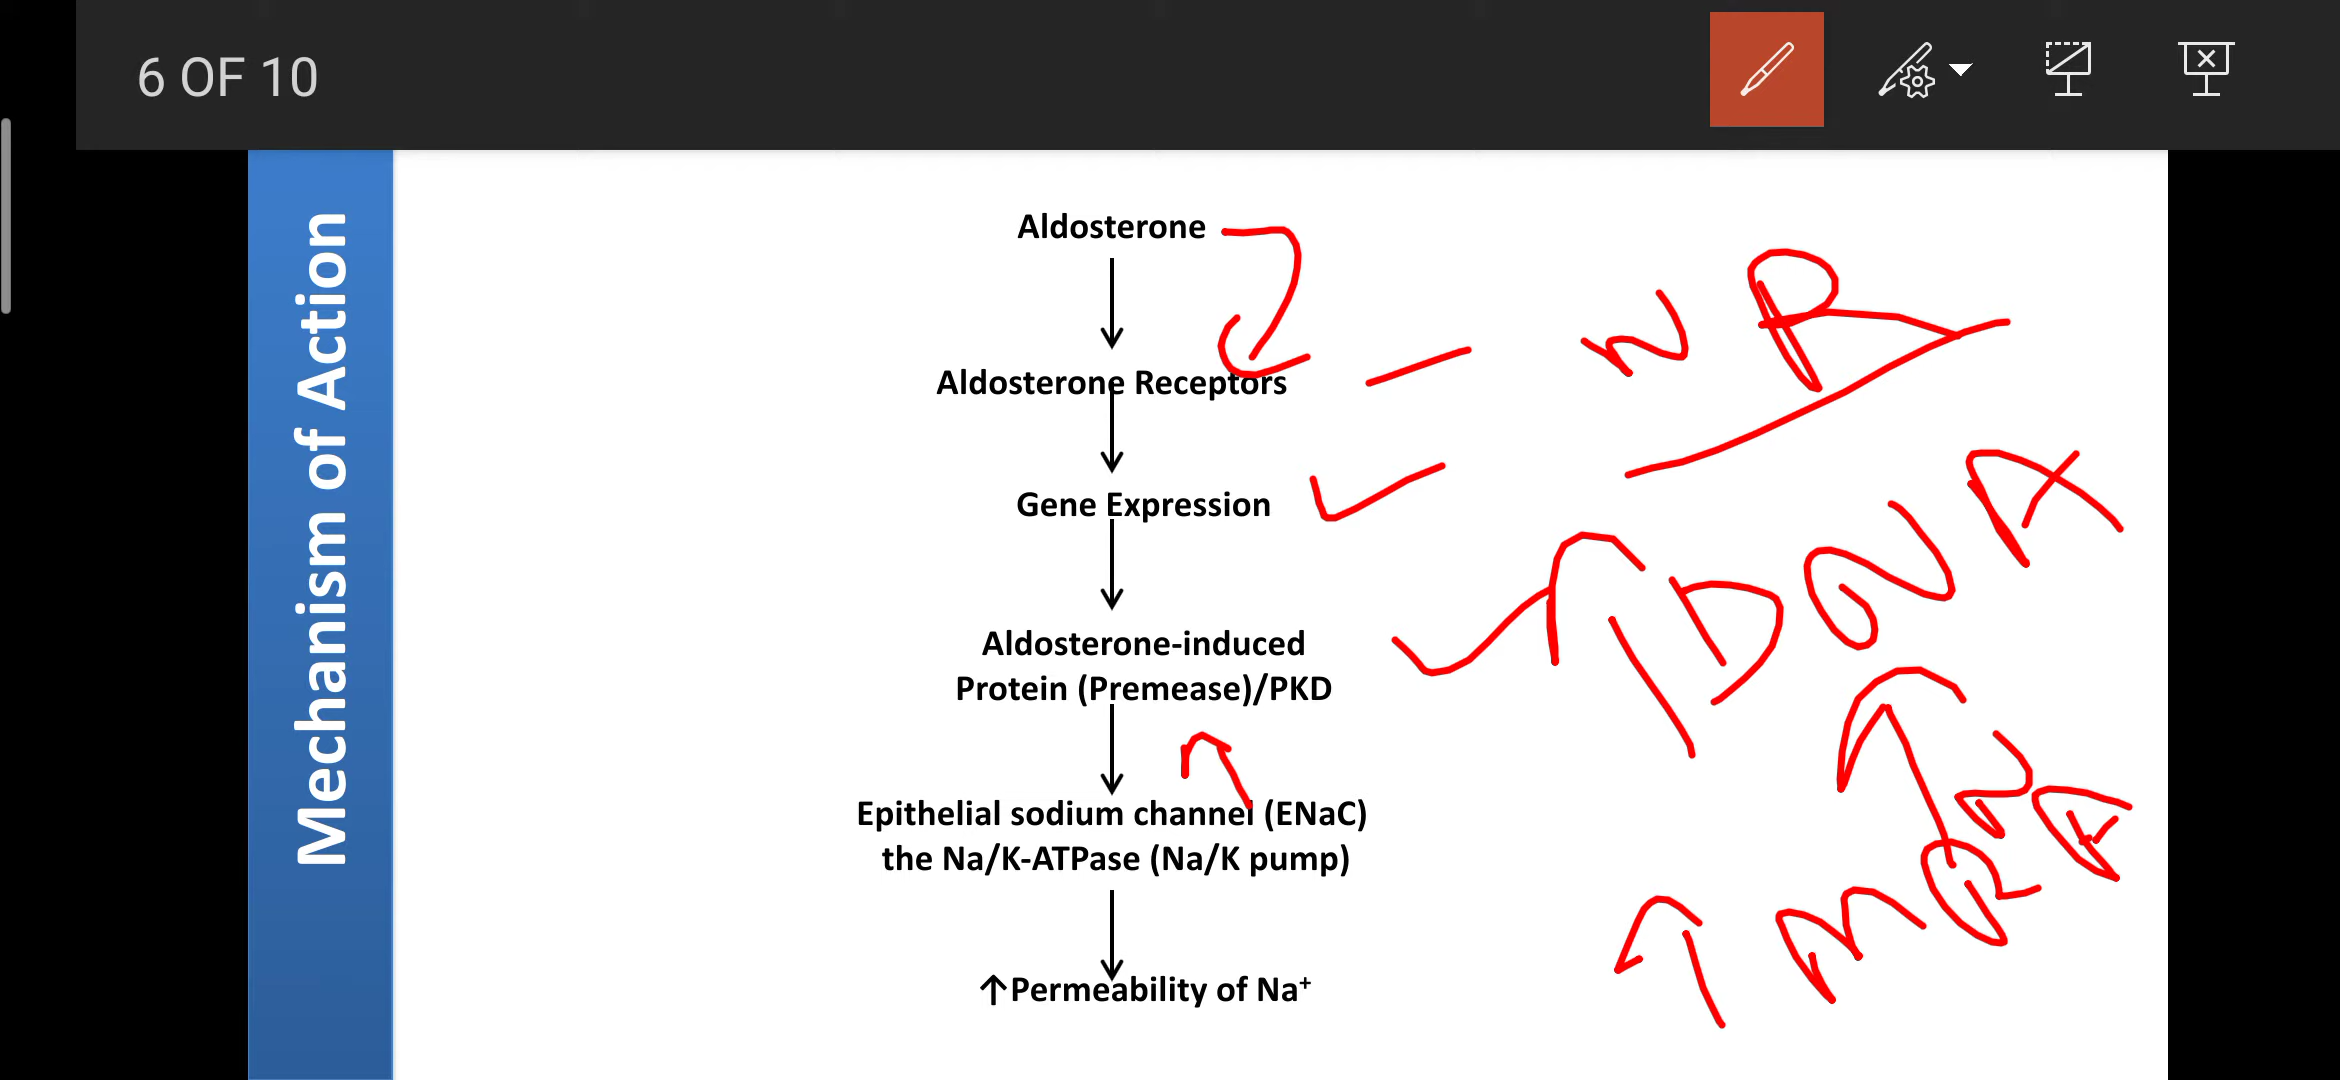 6 OF 10
Mechanism of Action
Aldosterone
Aldosterone Receptors
NR
Gene Expression
↑DNA
Aldosterone-induced
Protein (Premease)/PKD
Epithelial sodium channel (ENaC)
the Na/K-ATPase (Na/K pump)
↑mRNA
↑Permeability of Na⁺